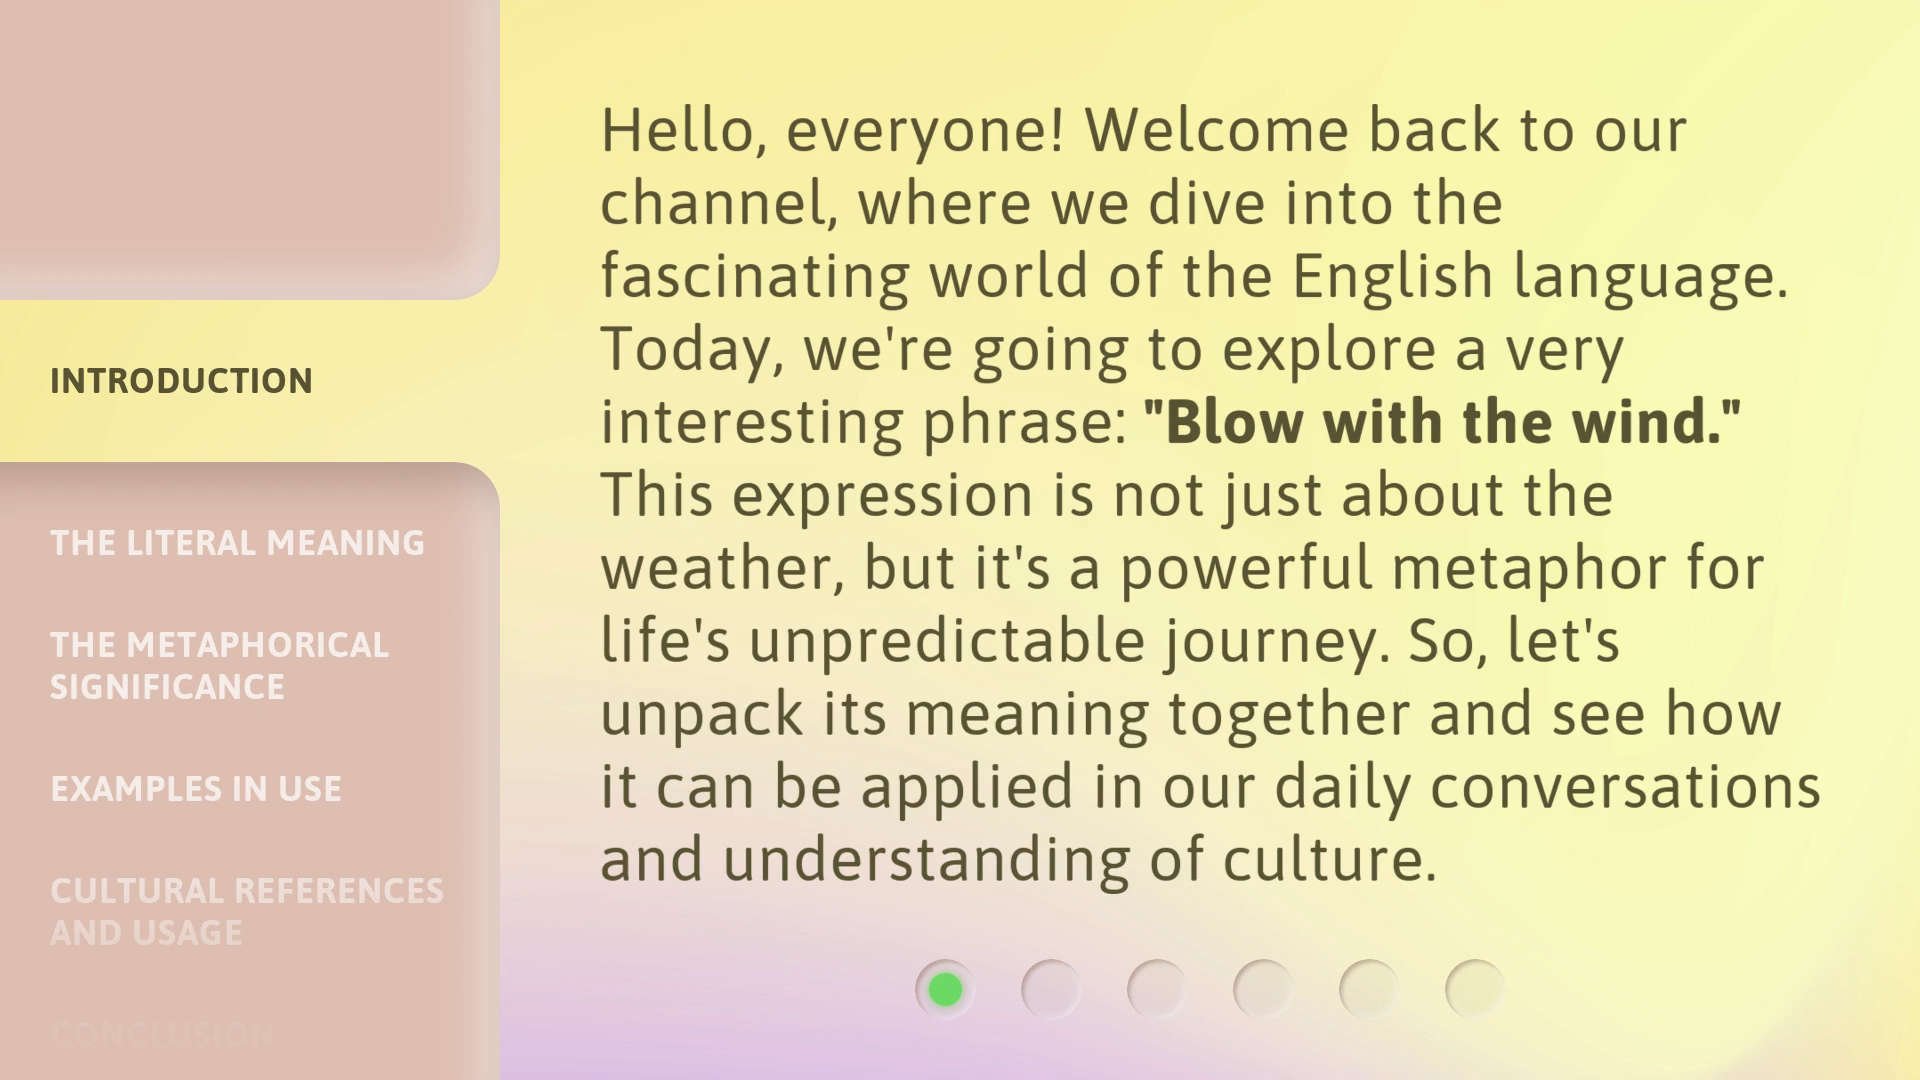 INTRODUCTION
THE LITERAL MEANING
THE METAPHORICAL
SIGNIFICANCE
EXAMPLES IN USE
CULTURAL REFERENCES
AND USAGE
CONCLUSION
Hello, everyone! Welcome back to our
channel, where we dive into the
fascinating world of the English language.
Today, we're going to explore a very
interesting phrase: "Blow with the wind."
This expression is not just about the
weather, but it's a powerful metaphor for
life's unpredictable journey. So, let's
unpack its meaning together and see how
it can be applied in our daily conversations
and understanding of culture.